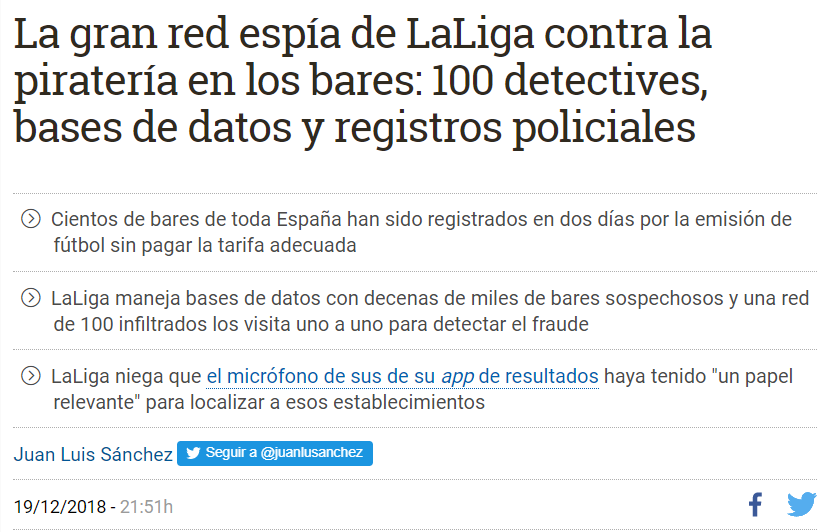 La gran red espía de LaLiga contra la
piratería en los bares: 100 detectives,
bases de datos y registros policiales
Cientos de bares de toda España han sido registrados en dos días por la emisión de
fútbol sin pagar la tarifa adecuada
LaLiga maneja bases de datos con decenas de miles de bares sospechosos y una red
de 100 infiltrados los visita uno a uno para detectar el fraude
LaLiga niega que el micrófono de sus de su app de resultados haya tenido "un papel
relevante" para localizar a esos establecimientos
Juan Luis Sánchez Seguir a @juanlusanchez
19/12/2018 - 21:51h